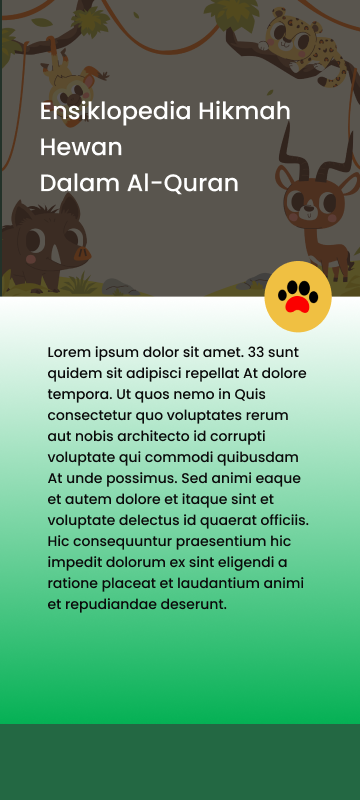 Ensiklopedia Hikmah
Hewan
Dalam Al-Quran
Lorem ipsum dolor sit amet. 33 sunt
quidem sit adipisci repellat At dolore
tempora. Ut quos nemo in Quis
consectetur quo voluptates rerum
aut nobis architecto id corrupti
voluptate qui commodi quibusdam
At unde possimus. Sed animi eaque
et autem dolore et itaque sint et
voluptate delectus id quaerat officiis.
Hic consequuntur praesentium hic
impedit dolorum ex sint eligendi a
ratione placeat et laudantium animi
et repudiandae deserunt.